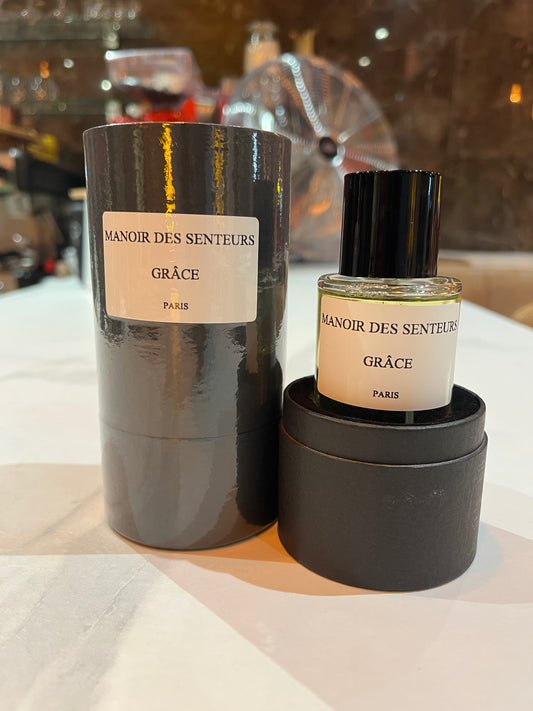 MANOIR DES SENTEURS
GRÂCE
PARIS
MANOIR DES SENTEURS
GRÂCE
PARIS